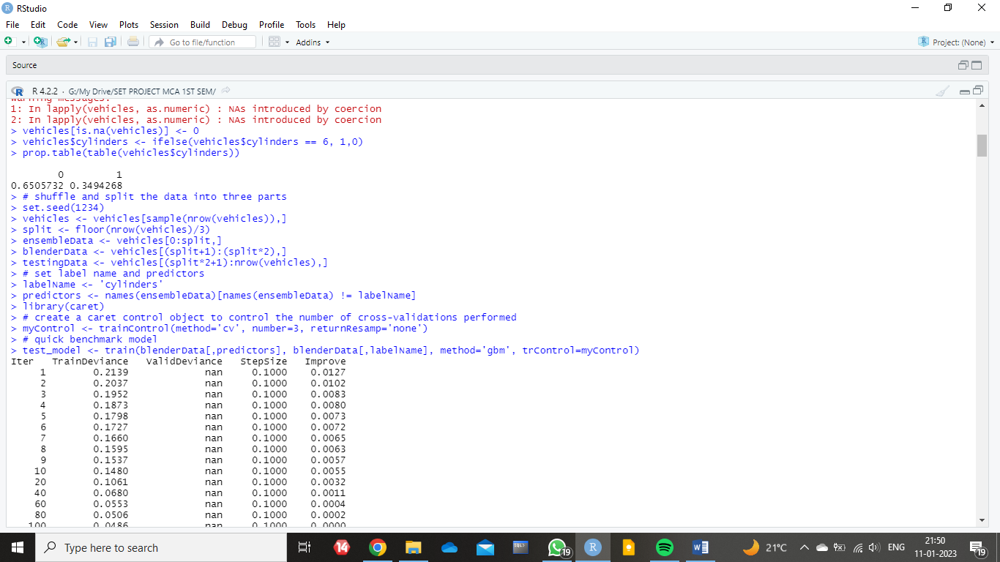 RStudio
File Edit Code View Plots Session Build Debug Profile Tools Help
Go to file/function Addins Project: (None)
Source
R 4.2.2 · G:/My Drive/SET PROJECT MCA 1ST SEM/
Warning messages:
1: In lapply(vehicles, as.numeric) : NAs introduced by coercion
2: In lapply(vehicles, as.numeric) : NAs introduced by coercion
> vehicles[is.na(vehicles)] <- 0
> vehicles$cylinders <- ifelse(vehicles$cylinders == 6, 1,0)
> prop.table(table(vehicles$cylinders))
0 1
0.6505732 0.3494268
> # shuffle and split the data into three parts
> set.seed(1234)
> vehicles <- vehicles[sample(nrow(vehicles)),]
> split <- floor(nrow(vehicles)/3)
> ensembleData <- vehicles[0:split,]
> blenderData <- vehicles[(split+1):(split*2),]
> testingData <- vehicles[(split*2+1):nrow(vehicles),]
> # set label name and predictors
> labelName <- 'cylinders'
> predictors <- names(ensembleData)[names(ensembleData) != labelName]
> library(caret)
> # create a caret control object to control the number of cross-validations performed
> myControl <- trainControl(method='cv', number=3, returnResamp='none')
> # quick benchmark model
> test_model <- train(blenderData[,predictors], blenderData[,labelName], method='gbm', trControl=myControl)
Iter TrainDeviance ValidDeviance StepSize Improve
1 0.2139 nan 0.1000 0.0127
2 0.2037 nan 0.1000 0.0102
3 0.1952 nan 0.1000 0.0083
4 0.1873 nan 0.1000 0.0080
5 0.1798 nan 0.1000 0.0073
6 0.1727 nan 0.1000 0.0072
7 0.1660 nan 0.1000 0.0065
8 0.1595 nan 0.1000 0.0063
9 0.1537 nan 0.1000 0.0057
10 0.1480 nan 0.1000 0.0055
20 0.1061 nan 0.1000 0.0032
40 0.0680 nan 0.1000 0.0011
60 0.0553 nan 0.1000 0.0004
80 0.0506 nan 0.1000 0.0002
100 0.0486 nan 0.1000 0.0000
Type here to search 14 SQL 19 R 21°C ENG 21:50 19
11-01-2023